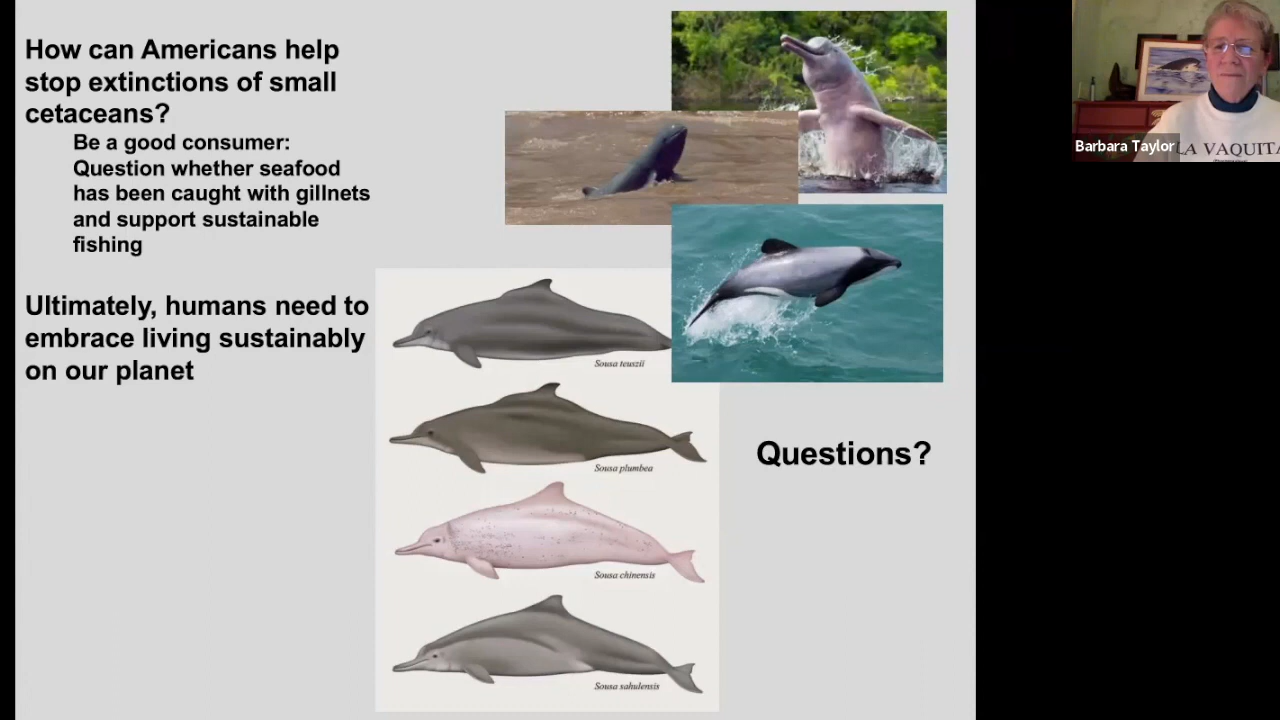 How can Americans help
stop extinctions of small
cetaceans?
Be a good consumer:
Question whether seafood
has been caught with gillnets
and support sustainable
fishing
Ultimately, humans need to
embrace living sustainably
on our planet
Sousa teuszii
Sousa plumbea
Sousa chinensis
Sousa sahulensis
Questions?
Barbara Taylor
LA VAQUITA